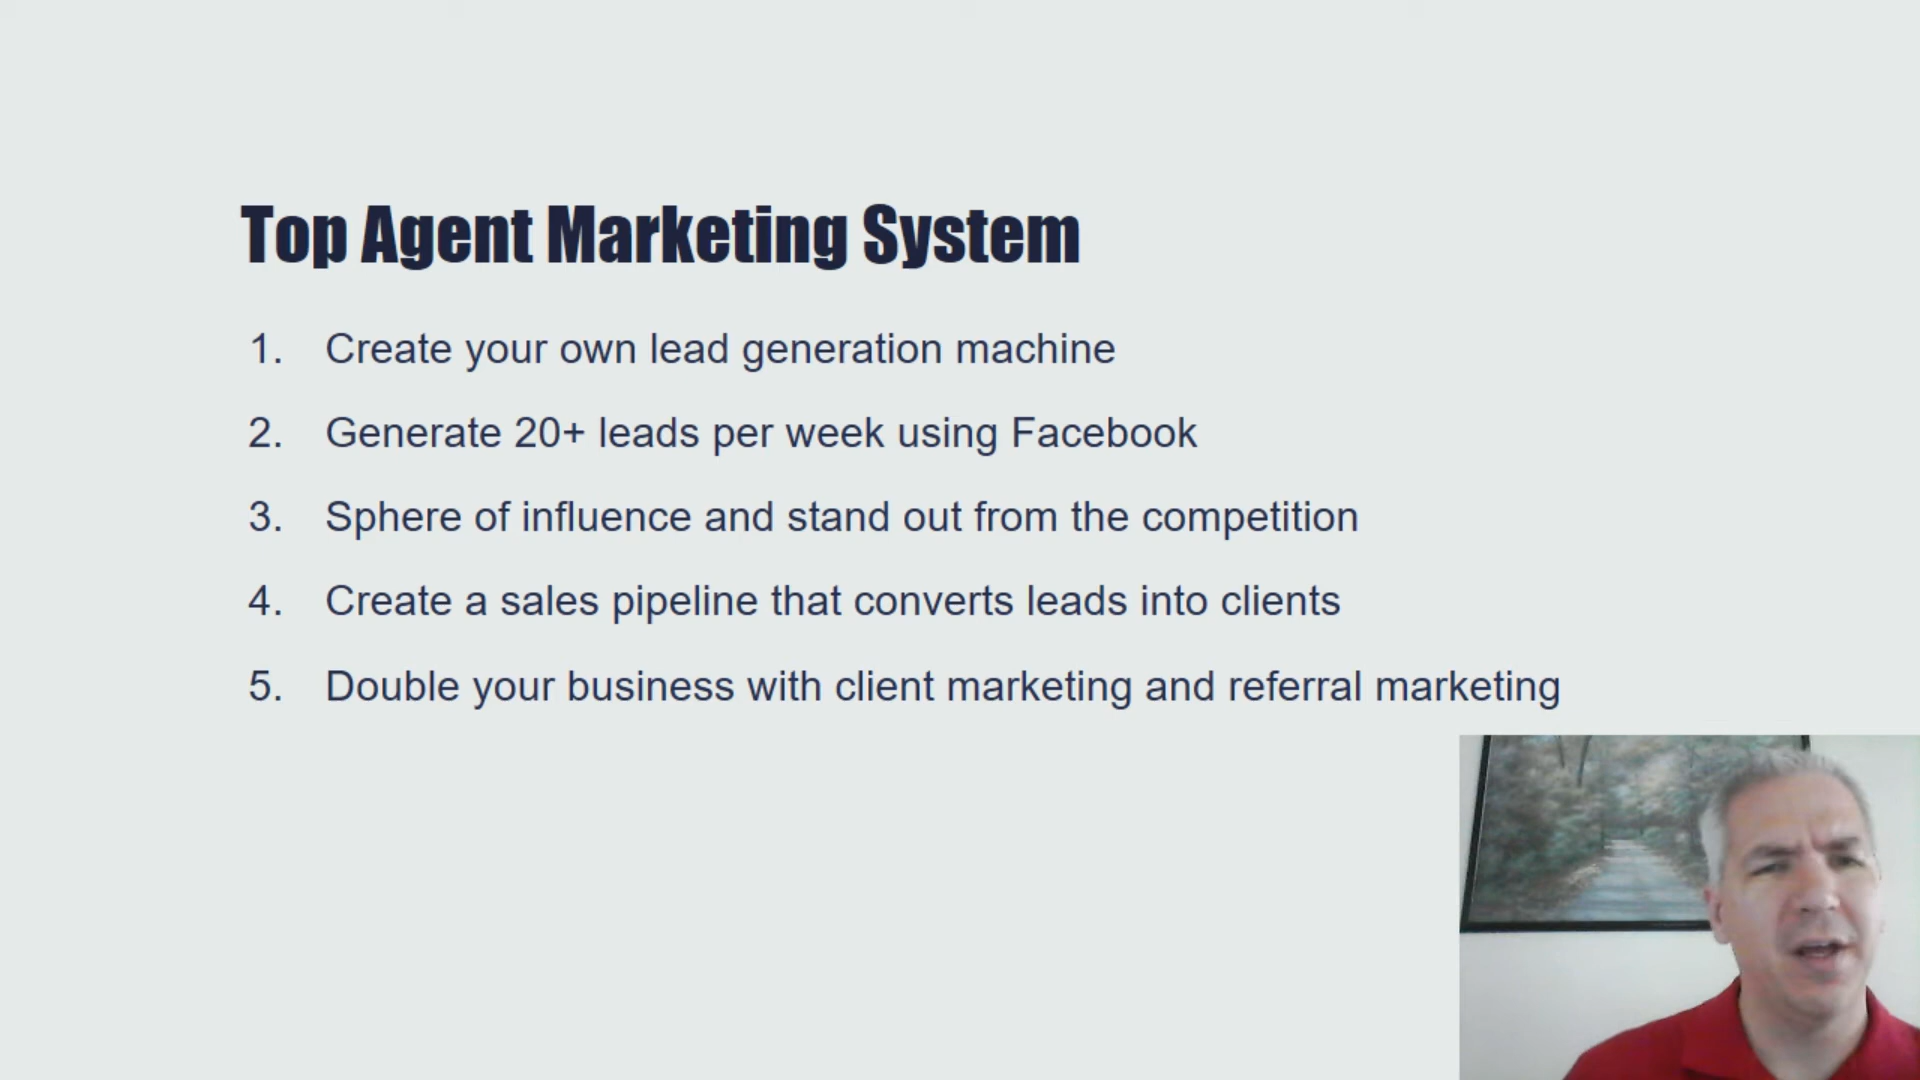 Top Agent Marketing System
1. Create your own lead generation machine
2. Generate 20+ leads per week using Facebook
3. Sphere of influence and stand out from the competition
4. Create a sales pipeline that converts leads into clients
5. Double your business with client marketing and referral marketing